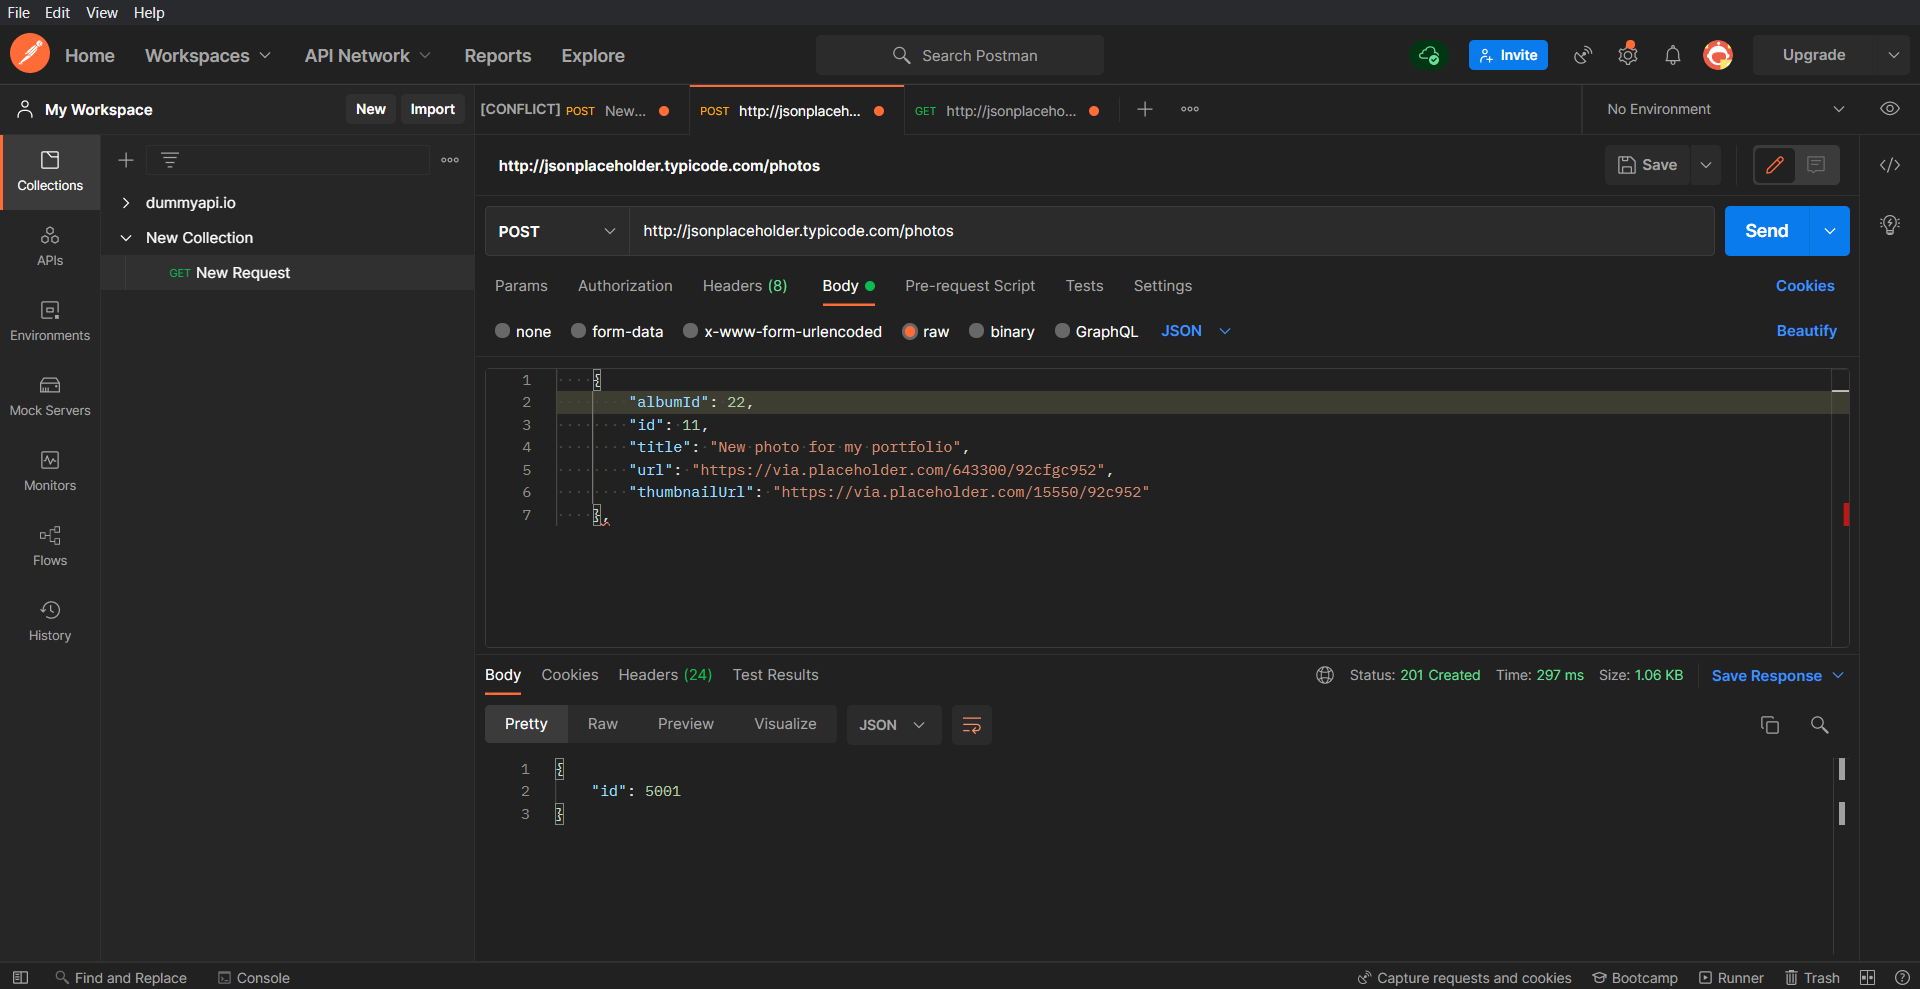 File Edit View Help
Home Workspaces API Network Reports Explore Search Postman Invite Upgrade
My Workspace New Import [CONFLICT] POST New... POST http://jsonplaceh... GET http://jsonplaceho... No Environment
Collections
APIs
Environments
Mock Servers
Monitors
Flows
History
dummyapi.io
New Collection
GET New Request
http://jsonplaceholder.typicode.com/photos Save
POST http://jsonplaceholder.typicode.com/photos Send
Params Authorization Headers (8) Body Pre-request Script Tests Settings Cookies
none form-data x-www-form-urlencoded raw binary GraphQL JSON Beautify
1 {
2 "albumId": 22,
3 "id": 11,
4 "title": "New photo for my portfolio",
5 "url": "https://via.placeholder.com/643300/92cfgc952",
6 "thumbnailUrl": "https://via.placeholder.com/15550/92c952"
7 },
Body Cookies Headers (24) Test Results Status: 201 Created Time: 297 ms Size: 1.06 KB Save Response
Pretty Raw Preview Visualize JSON
1 {
2 "id": 5001
3 }
Find and Replace Console Capture requests and cookies Bootcamp Runner Trash